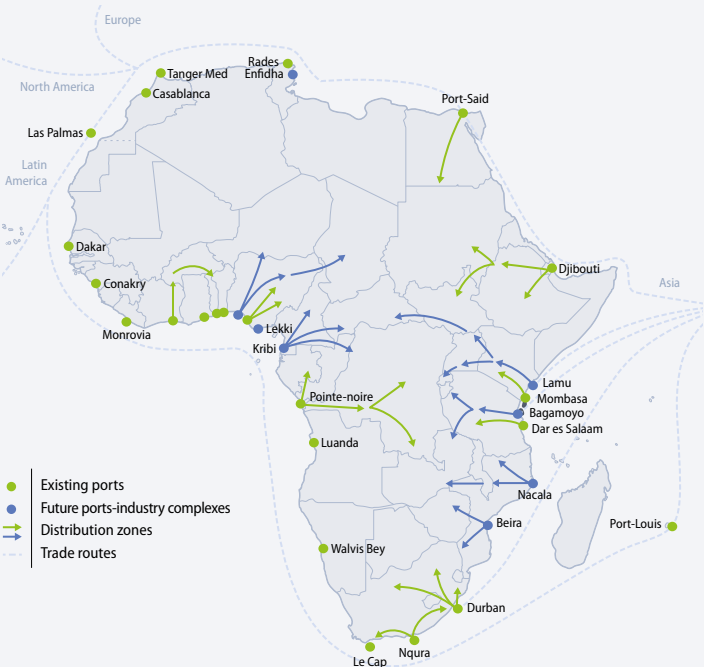 Europe
North America
Latin
America
Asia
Tanger Med
Casablanca
Rades
Enfidha
Port-Said
Las Palmas
Dakar
Conakry
Monrovia
Djibouti
Lekki
Kribi
Pointe-noire
Luanda
Lamu
Mombasa
Bagamoyo
Dar es Salaam
Nacala
Beira
Port-Louis
Walvis Bey
Durban
Nqura
Le Cap
Existing ports
Future ports-industry complexes
Distribution zones
Trade routes